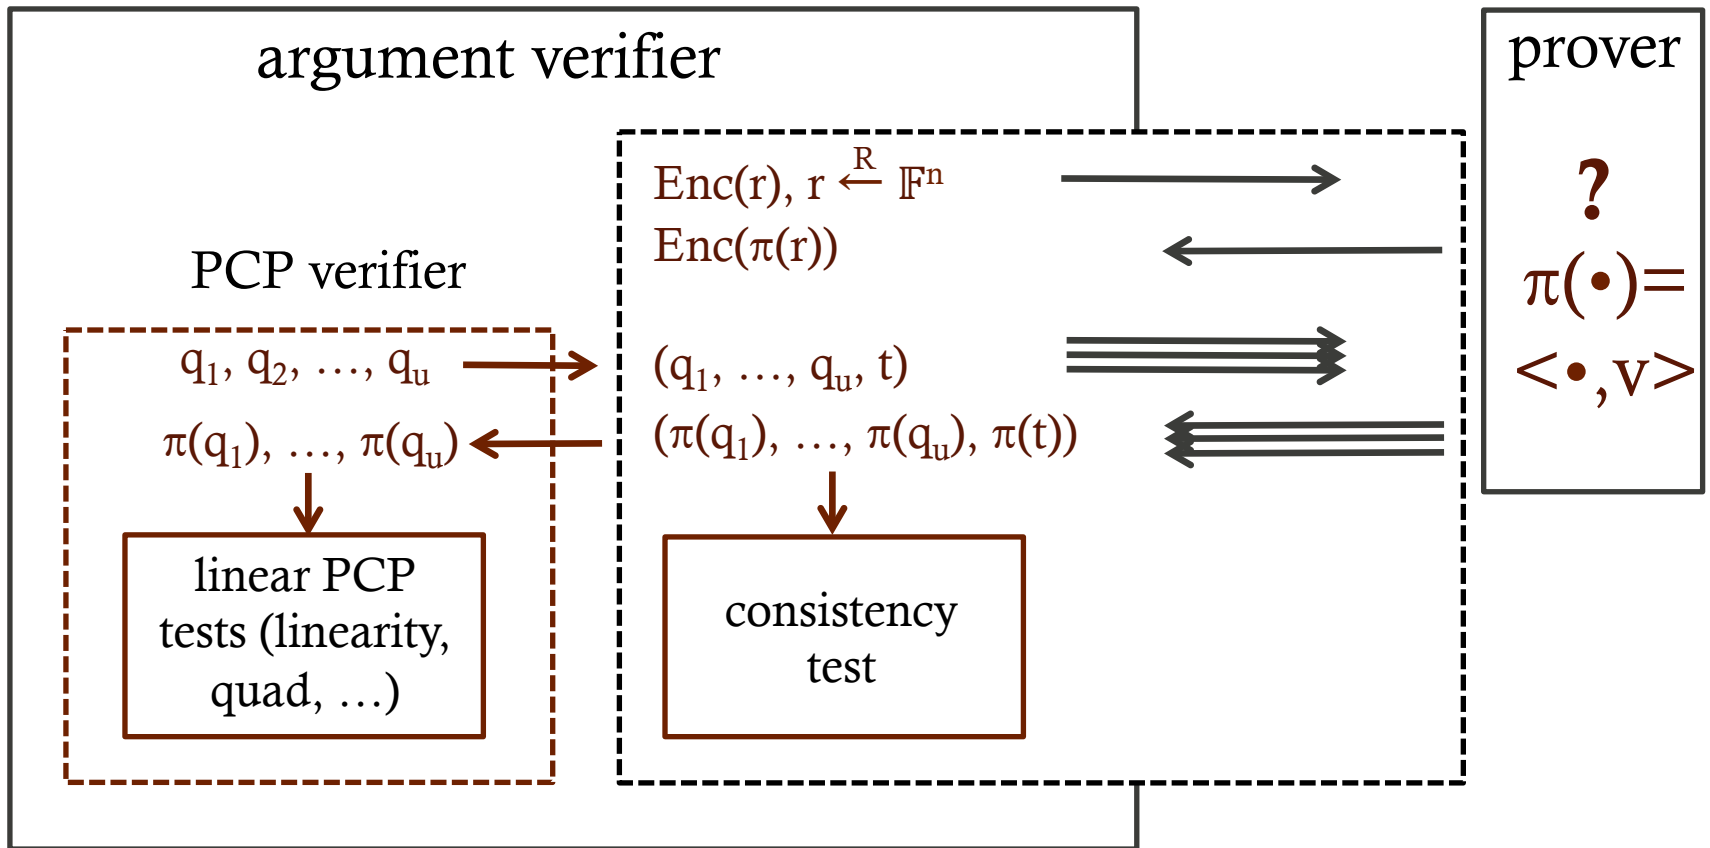 argument verifier
prover
Enc(r), r ←R 𝔽ⁿ
Enc(π(r))
?
π(•)=
<•,v>
PCP verifier
q₁, q₂, …, qᵤ
π(q₁), …, π(qᵤ)
(q₁, …, qᵤ, t)
(π(q₁), …, π(qᵤ), π(t))
linear PCP
tests (linearity,
quad, …)
consistency
test